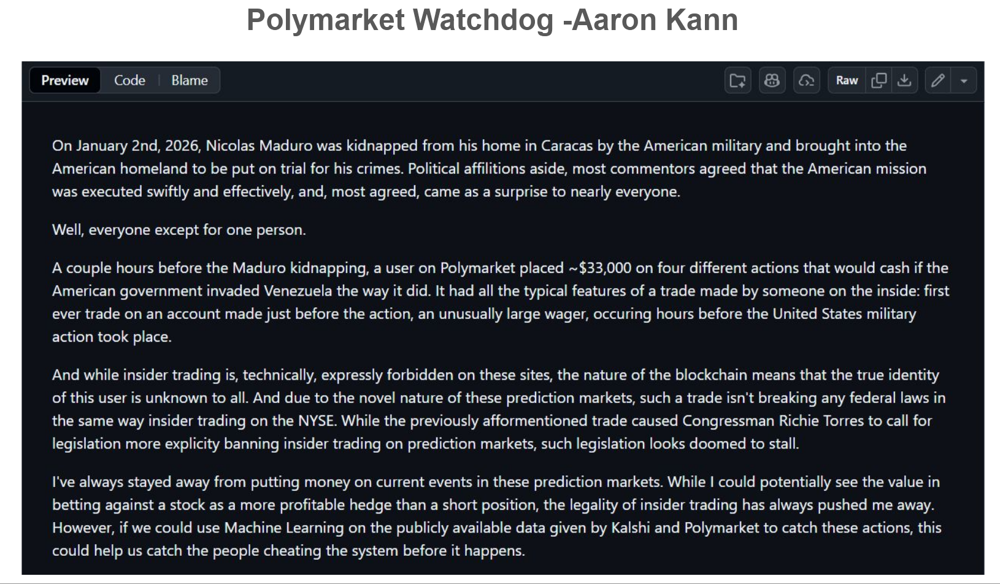 Polymarket Watchdog -Aaron Kann
Preview
Code
Blame
Raw
On January 2nd, 2026, Nicolas Maduro was kidnapped from his home in Caracas by the American military and brought into the
American homeland to be put on trial for his crimes. Political affilitions aside, most commentors agreed that the American mission
was executed swiftly and effectively, and, most agreed, came as a surprise to nearly everyone.
Well, everyone except for one person.
A couple hours before the Maduro kidnapping, a user on Polymarket placed ~$33,000 on four different actions that would cash if the
American government invaded Venezuela the way it did. It had all the typical features of a trade made by someone on the inside: first
ever trade on an account made just before the action, an unusually large wager, occuring hours before the United States military
action took place.
And while insider trading is, technically, expressly forbidden on these sites, the nature of the blockchain means that the true identity
of this user is unknown to all. And due to the novel nature of these prediction markets, such a trade isn't breaking any federal laws in
the same way insider trading on the NYSE. While the previously afformentioned trade caused Congressman Richie Torres to call for
legislation more explicity banning insider trading on prediction markets, such legislation looks doomed to stall.
I've always stayed away from putting money on current events in these prediction markets. While I could potentially see the value in
betting against a stock as a more profitable hedge than a short position, the legality of insider trading has always pushed me away.
However, if we could use Machine Learning on the publicly available data given by Kalshi and Polymarket to catch these actions, this
could help us catch the people cheating the system before it happens.